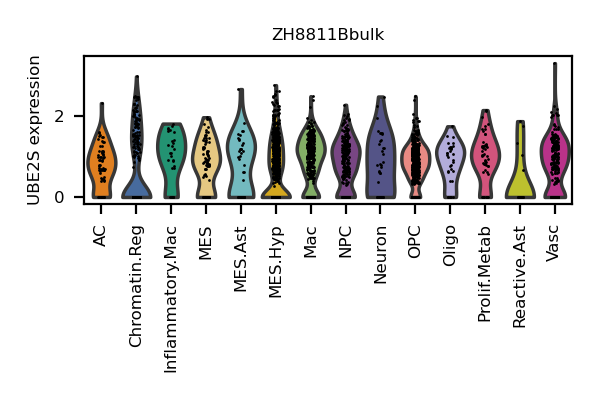 ZH8811Bbulk
UBE2S expression
2
0
AC
Chromatin.Reg
Inflammatory.Mac
MES
MES.Ast
MES.Hyp
Mac
NPC
Neuron
OPC
Oligo
Prolif.Metab
Reactive.Ast
Vasc